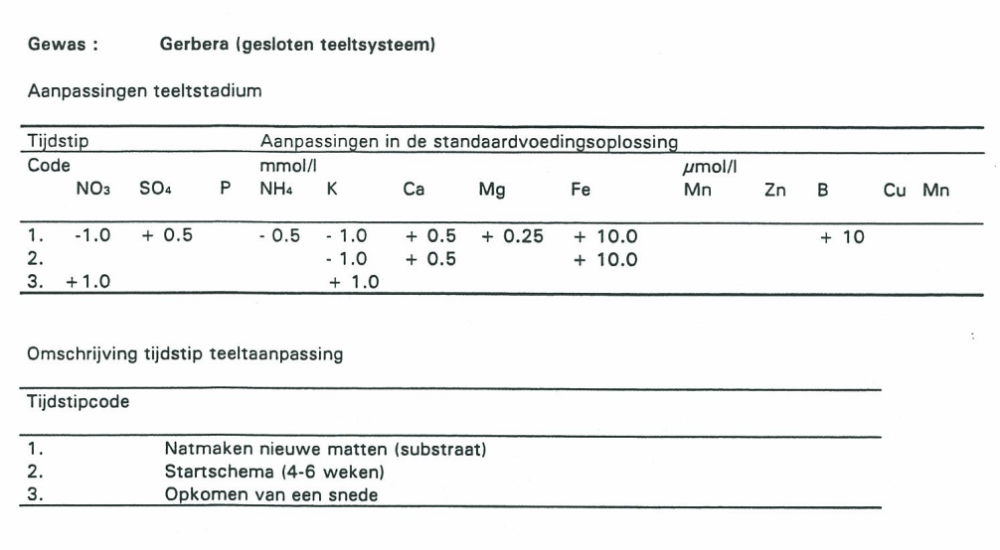 Gewas : Gerbera (gesloten teeltsysteem)
Aanpassingen teeltstadium
Tijdstip Aanpassingen in de standaardvoedingsoplossing
Code mmol/l µmol/l
NO3 SO4 P NH4 K Ca Mg Fe Mn Zn B Cu Mn
1. -1.0 + 0.5 - 0.5 - 1.0 + 0.5 + 0.25 + 10.0 + 10
2. - 1.0 + 0.5 + 10.0
3. +1.0 + 1.0
Omschrijving tijdstip teeltaanpassing
Tijdstipcode
1. Natmaken nieuwe matten (substraat)
2. Startschema (4-6 weken)
3. Opkomen van een snede